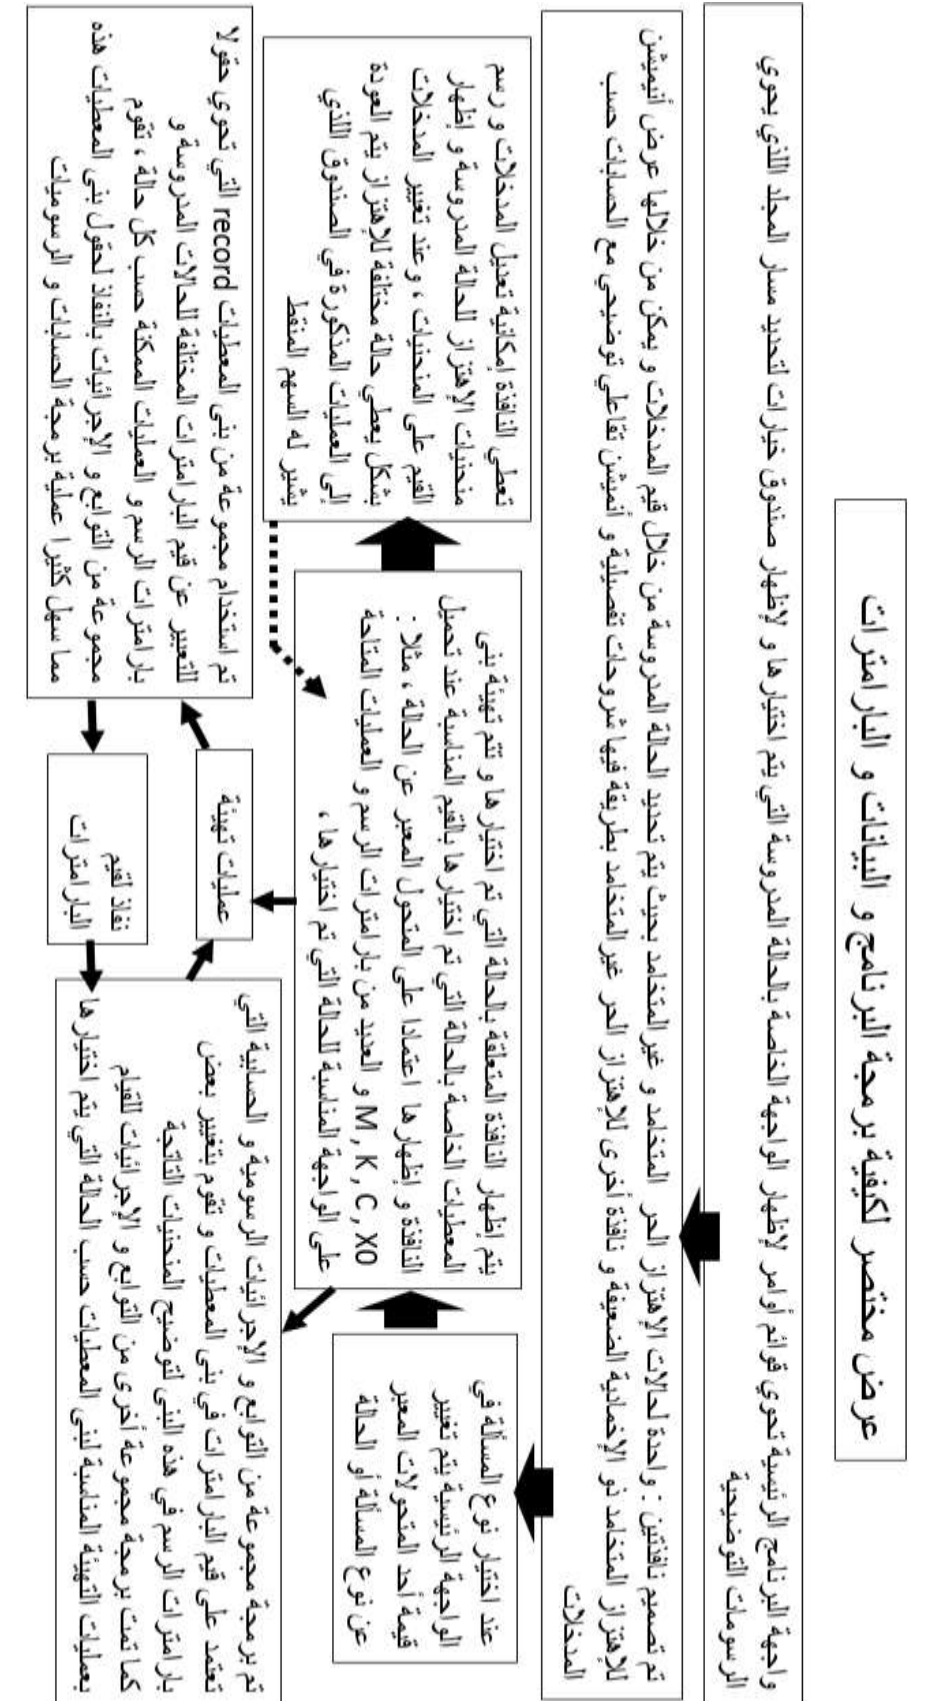 عرض مختصر لكيفية برمجة البرنامج و البيانات و البارامترات
واجهة البرنامج الرئيسية تحوي قوائم أوامر لإظهار الواجهة الخاصة بالحالة المدروسة التي يتم اختيارها و لإظهار صندوق خيارات لتحديد مسار المجلد اللذي يحوي
الرسومات التوضيحية
تم تصميم نافذتين : واحدة لحالات الإهتزاز الحر المتخامد و غير المتخامد بحيث يتم تحديد الحالة المدروسة من خلال قيم المدخلات و يمكن من خلالها عرض أنيميشن
للإهتزاز المتخامد ذو الإخمادية الضعيفة و نافذة أخرى للإهتزاز الحر غير المتخامد بطريقة فيها شروحات تفصيلية و أنميشن تفاعلي توضيحي مع الحسابات حسب
المدخلات
عند اختيار نوع المسألة في
الواجهة الرئيسية يتم تغيير
قيمة أحد المتحولات المعبر
عن نوع المسألة أو الحالة
يتم إظهار النافذة المتعلقة بالحالة التي تم اختيارها و تتم تهيئة بنى
المعطيات الخاصة بالحالة التي تم اختيارها بالقيم المناسبة عند تحميل
النافذة و إظهارها اعتمادا على المتحول المعبر عن الحالة ، مثلا :
M , K , C , X0 و العديد من بارامترات الرسم و العمليات المتاحة
على الواجهة المناسبة للحالة التي تم اختيارها ،
تعطي النافذة إمكانية تعديل المدخلات و رسم
منحنيات الإهتزاز للحالة المدروسة و إظهار
القيم على المنحنيات ، وعند تغيير المدخلات
بشكل يعطي حالة مختلفة للإهتزاز يتم العودة
إلى العمليات المذكورة في الصندوق اللذي
يشير له السهم المنقط
تم برمجة مجموعة من التوابع و الإجرائيات الرسومية و الحسابية التي
تعتمد على قيم البارامترات في بنى المعطيات و تقوم بتغيير بعض
بارامترات الرسم في هذه البنى لتوضيح المنحنيات الناتجة
كما تمت برمجة مجموعة أخرى من التوابع و الإجرائيات للقيام
بعمليات التهيئة المناسبة لبنى المعطيات حسب الحالة التي يتم اختيارها
عمليات تهيئة
نفاذ لقيم
البارامترات
تم استخدام مجموعة من بنى المعطيات record التي تحوي حقولا
للتعبير عن قيم البارامترات المختلفة للحالات المدروسة و
بارامترات الرسم و العمليات الممكنة حسب كل حالة ، تقوم
مجموعة من التوابع و الإجرائيات بالنفاذ لحقول بنى المعطيات هذه
مما سهل كثيرا عملية برمجة الحسابات و الرسوميات